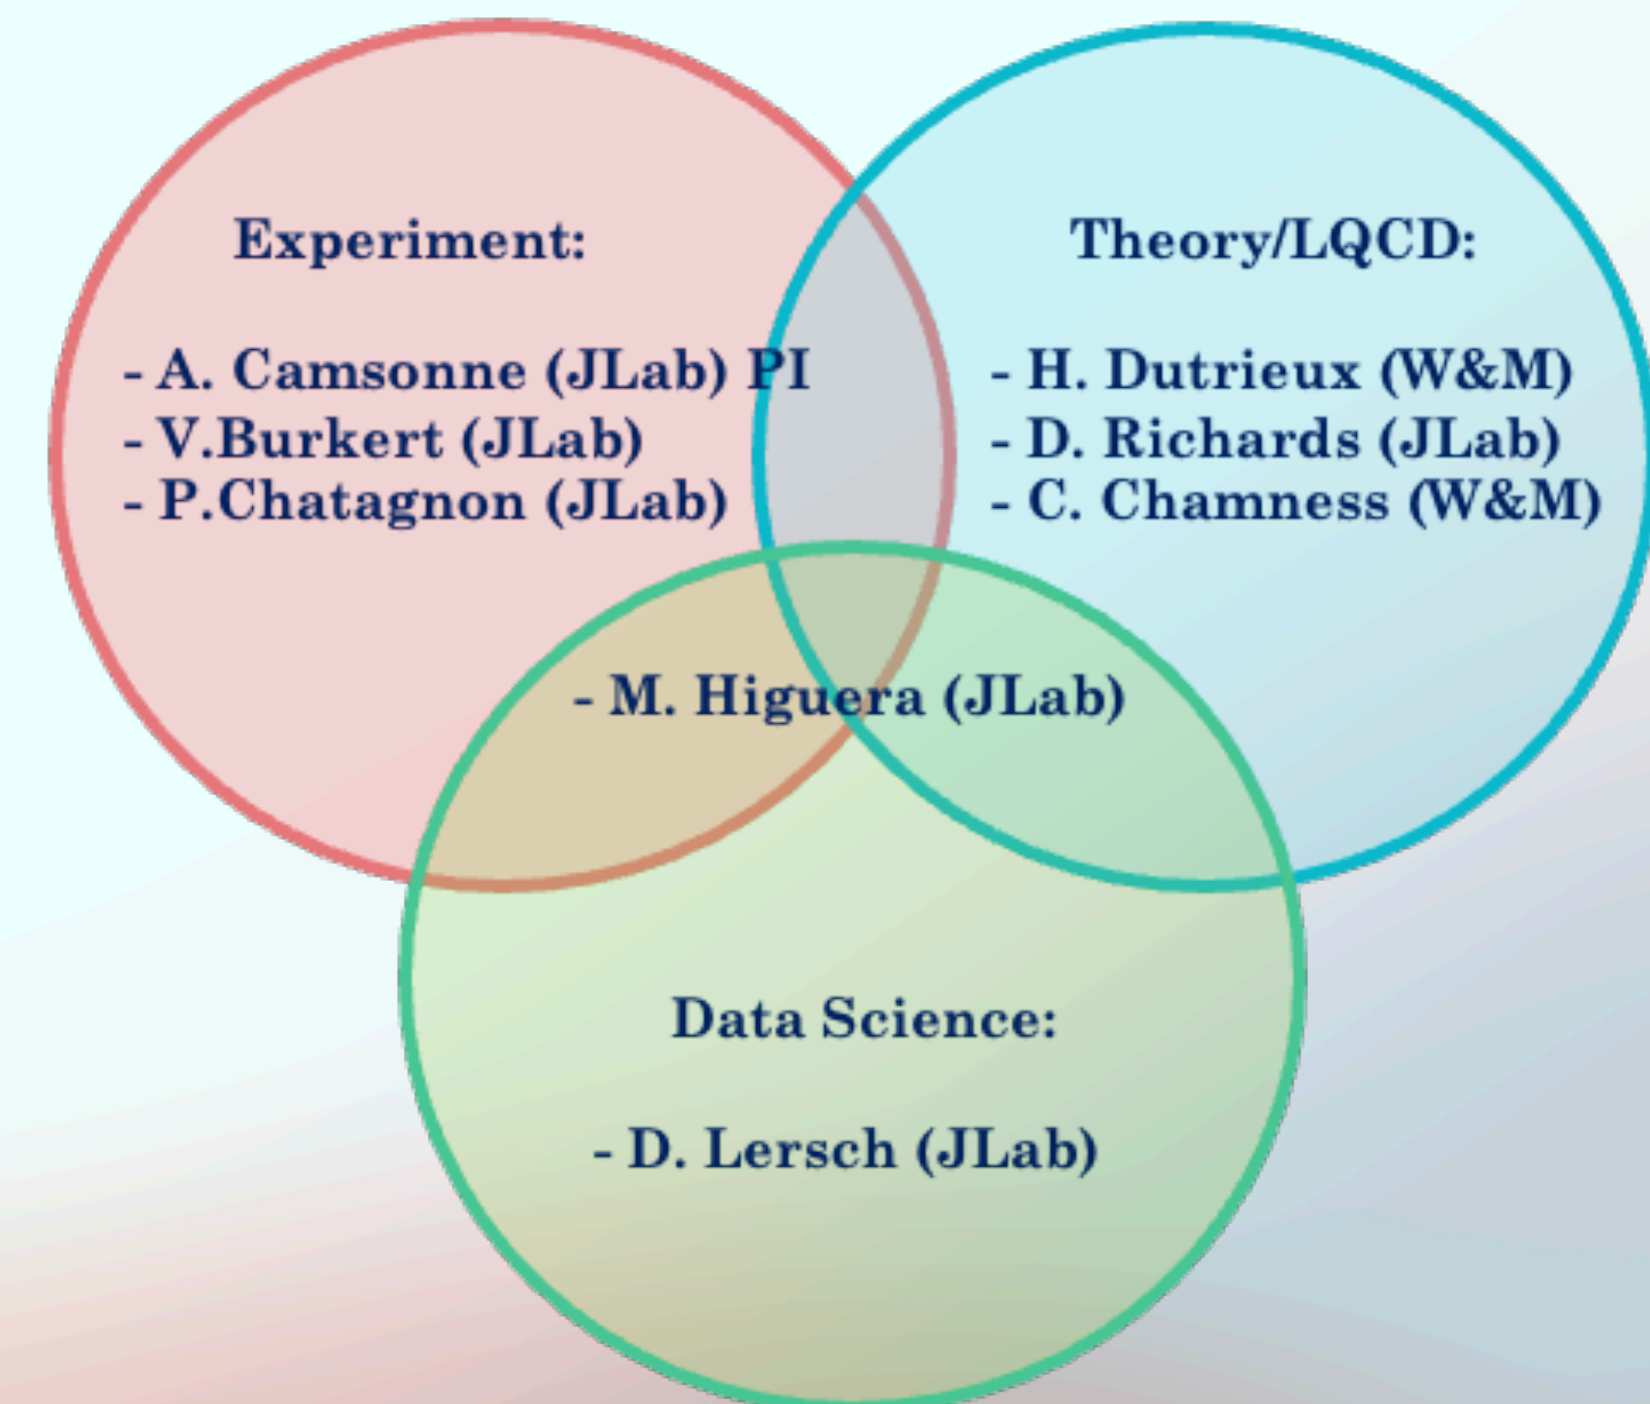 Experiment:
- A. Camsonne (JLab) PI
- V.Burkert (JLab)
- P.Chatagnon (JLab)
Theory/LQCD:
- H. Dutrieux (W&M)
- D. Richards (JLab)
- C. Chamness (W&M)
- M. Higuera (JLab)
Data Science:
- D. Lersch (JLab)